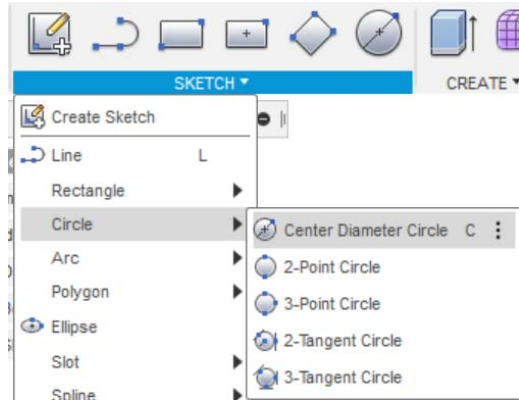 SKETCH
CREATE
Create Sketch
Line L
Rectangle
Circle
Arc
Polygon
Ellipse
Slot
Spline
Center Diameter Circle C
2-Point Circle
3-Point Circle
2-Tangent Circle
3-Tangent Circle